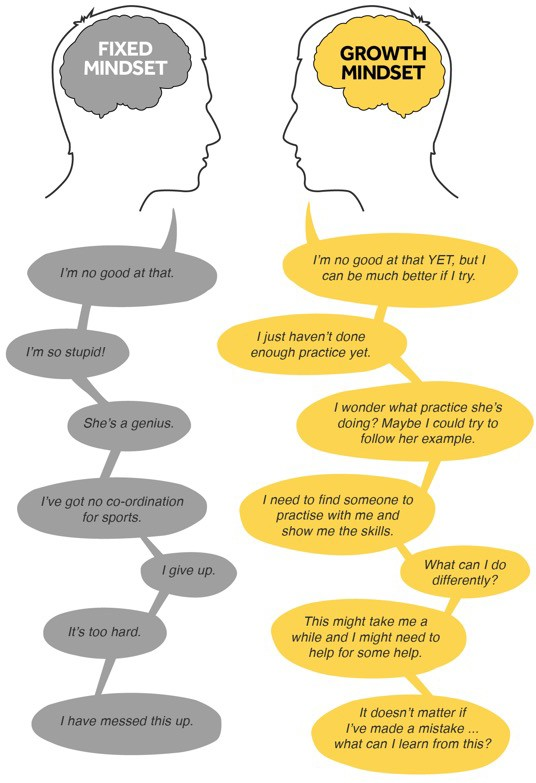 FIXED
MINDSET
GROWTH
MINDSET
I'm no good at that.
I'm so stupid!
She's a genius.
I've got no co-ordination
for sports.
I give up.
It's too hard.
I have messed this up.
I'm no good at that YET, but I
can be much better if I try.
I just haven't done
enough practice yet.
I wonder what practice she's
doing? Maybe I could try to
follow her example.
I need to find someone to
practise with me and
show me the skills.
What can I do
differently?
This might take me a
while and I might need to
help for some help.
It doesn't matter if
I've made a mistake ...
what can I learn from this?